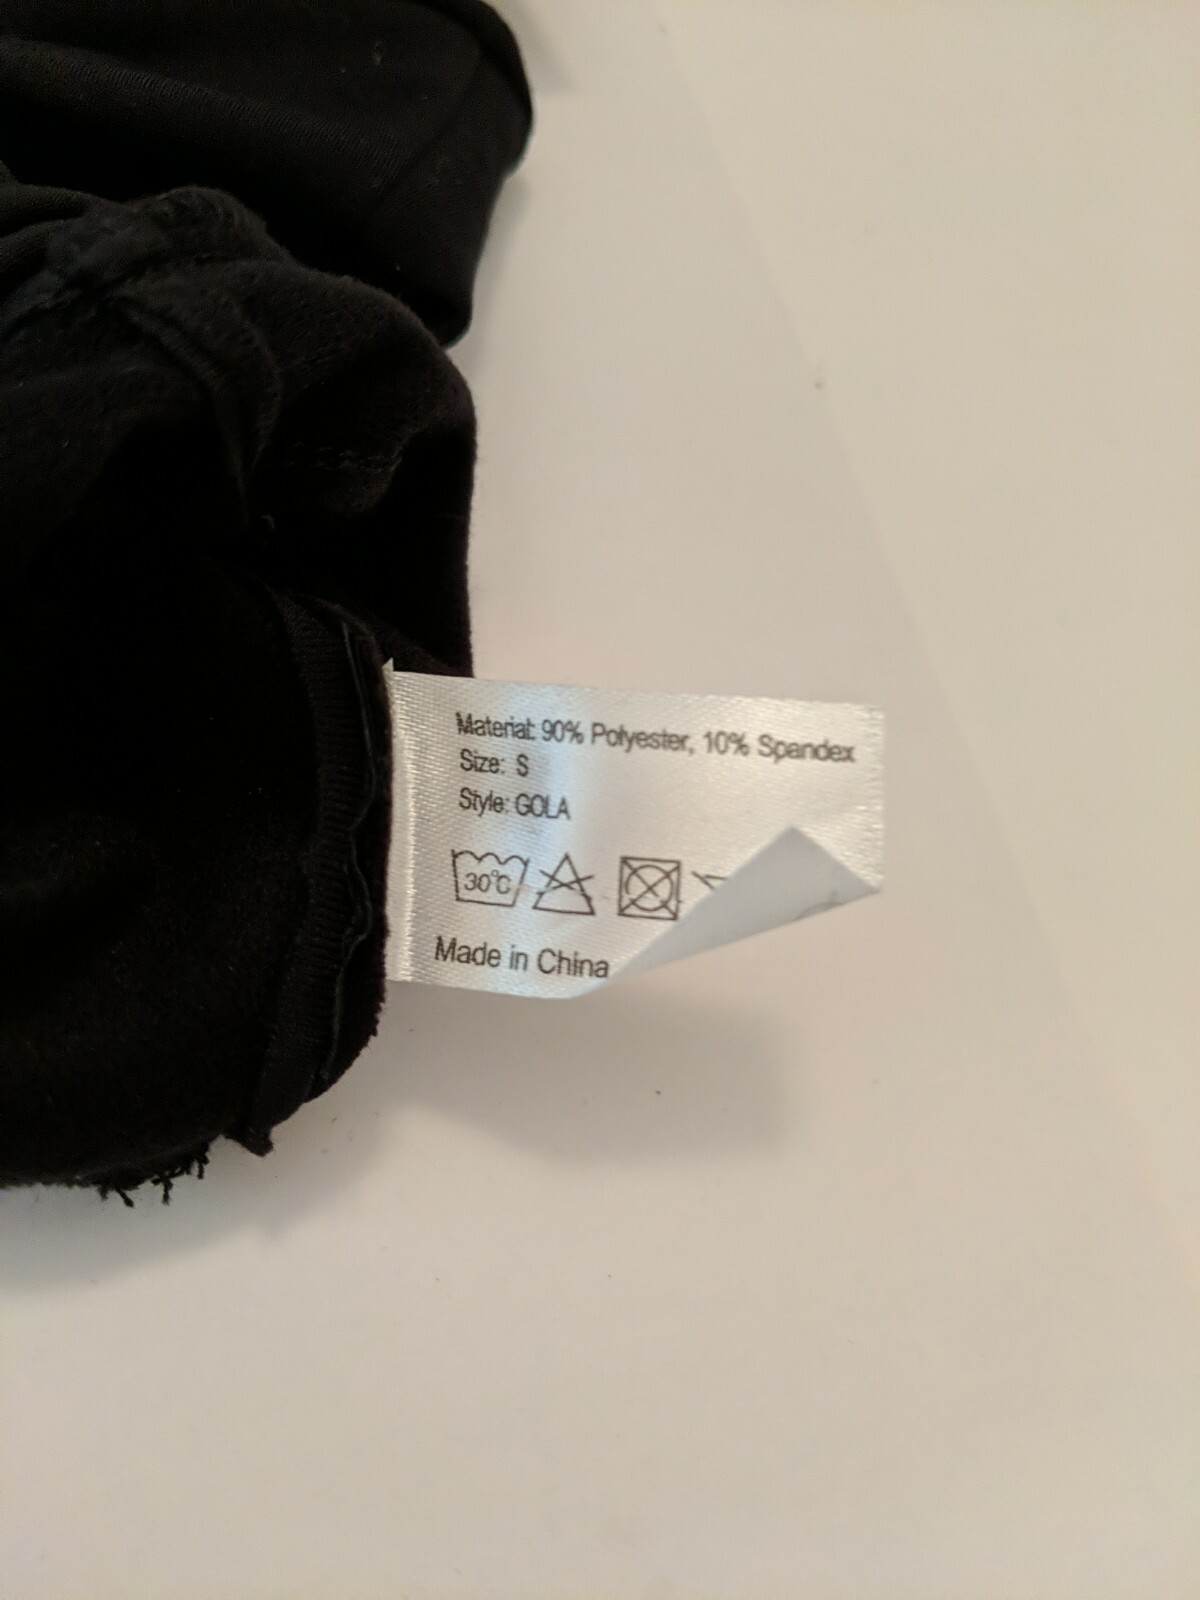 Material: 90% Polyester, 10% Spandex
Size: S
Style: GOLA
30°C
Made in China